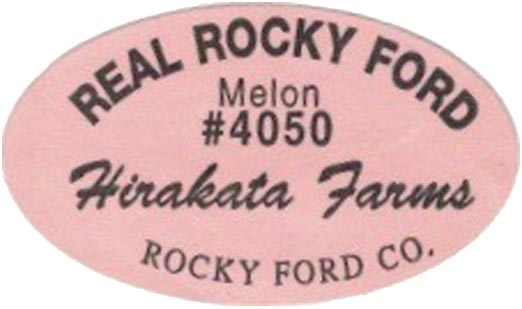 REAL ROCKY FORD
Melon
#4050
Hirakata Farms
ROCKY FORD CO.